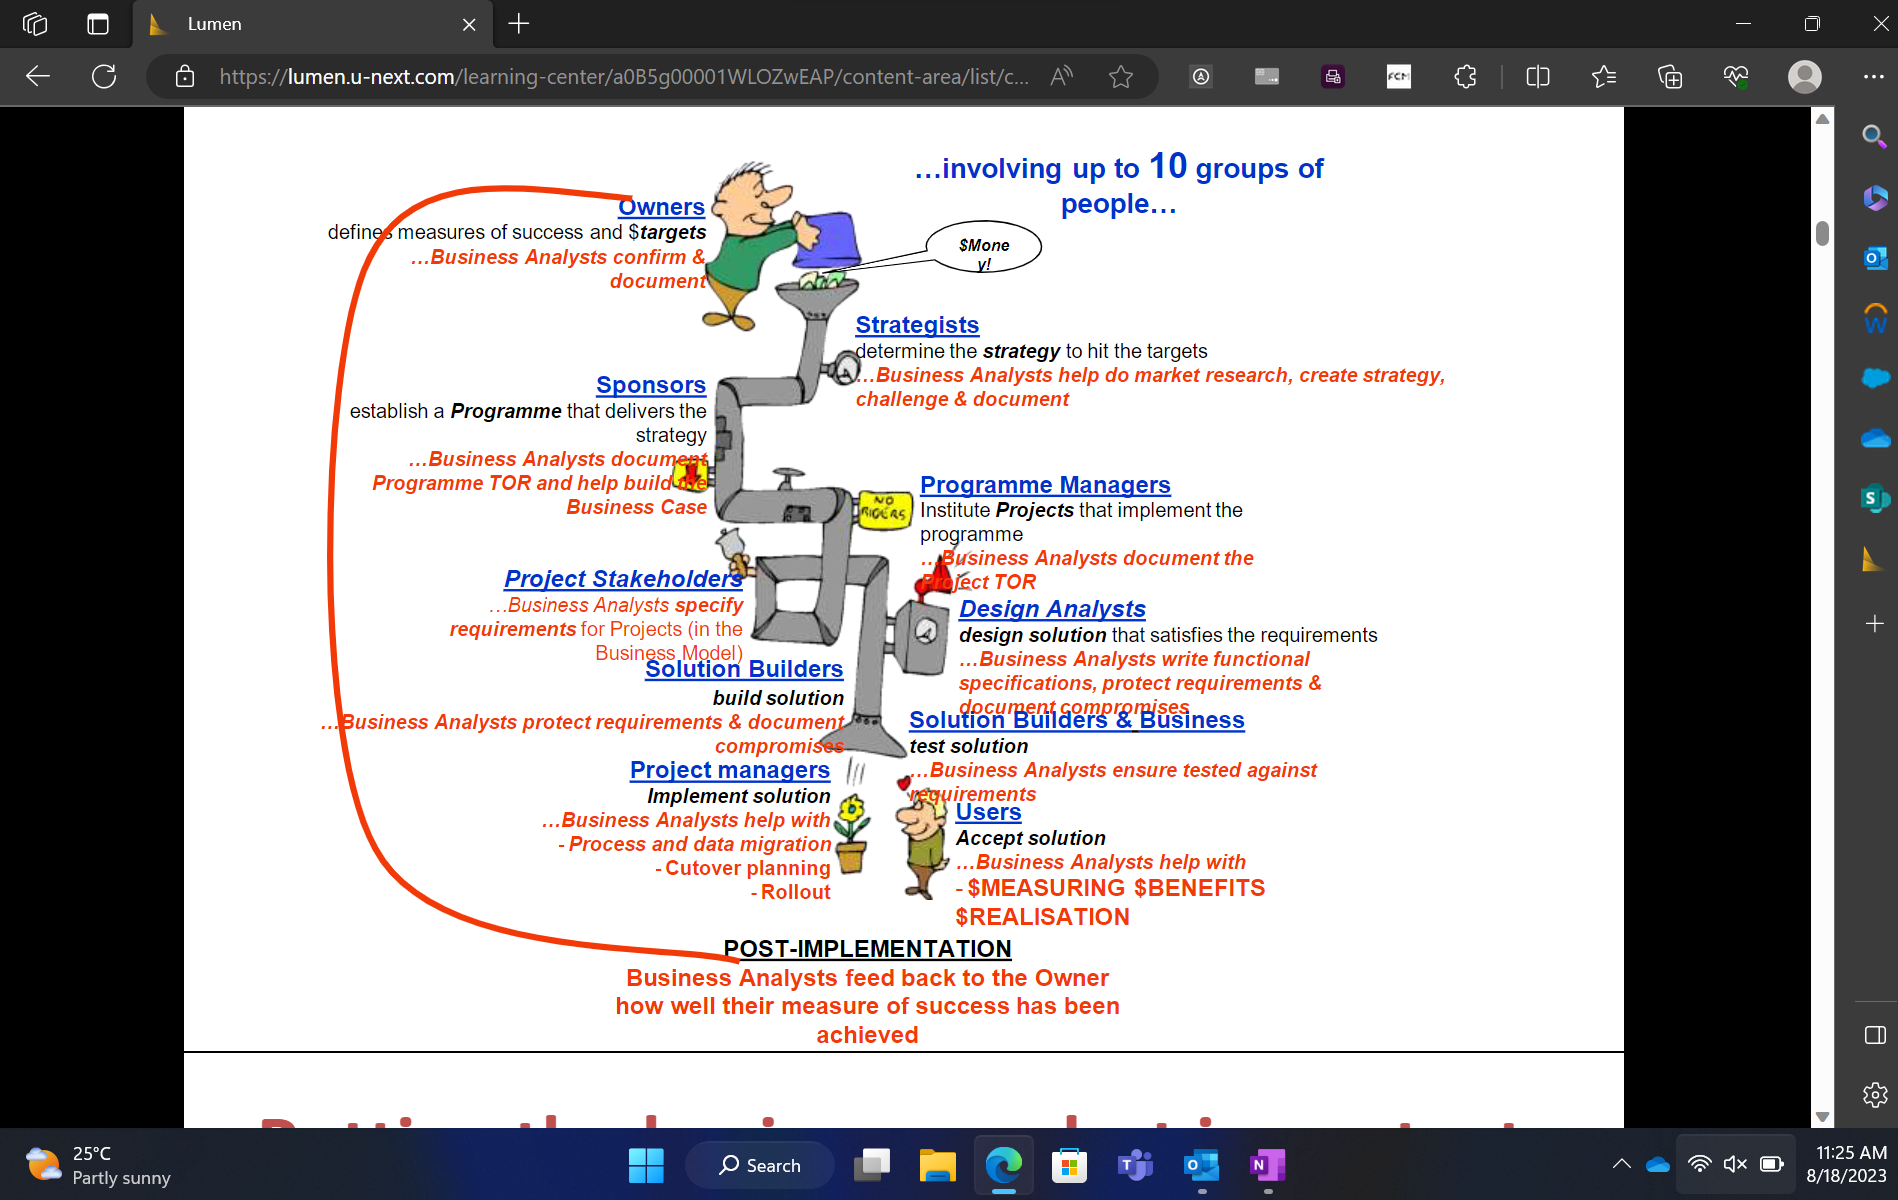 Lumen
https://lumen.u-next.com/learning-center/a0B5g00001WLOZwEAP/content-area/list/c...
FCM
…involving up to 10 groups of
people…
Owners
defines measures of success and $targets
…Business Analysts confirm &
document
$Mone
y!
Strategists
determine the strategy to hit the targets
…Business Analysts help do market research, create strategy,
challenge & document
Sponsors
establish a Programme that delivers the
strategy
…Business Analysts document
Programme TOR and help build the
Business Case
NO
RIDERS
Programme Managers
Institute Projects that implement the
programme
…Business Analysts document the
Project TOR
Project Stakeholders
…Business Analysts specify
requirements for Projects (in the
Business Model)
Design Analysts
design solution that satisfies the requirements
…Business Analysts write functional
specifications, protect requirements &
document compromises
Solution Builders
build solution
…Business Analysts protect requirements & document
compromises
Solution Builders & Business
test solution
…Business Analysts ensure tested against
requirements
Project managers
Implement solution
…Business Analysts help with
- Process and data migration
- Cutover planning
- Rollout
Users
Accept solution
…Business Analysts help with
- $MEASURING $BENEFITS
$REALISATION
POST-IMPLEMENTATION
Business Analysts feed back to the Owner
how well their measure of success has been
achieved
25°C
Partly sunny
Search
11:25 AM
8/18/2023